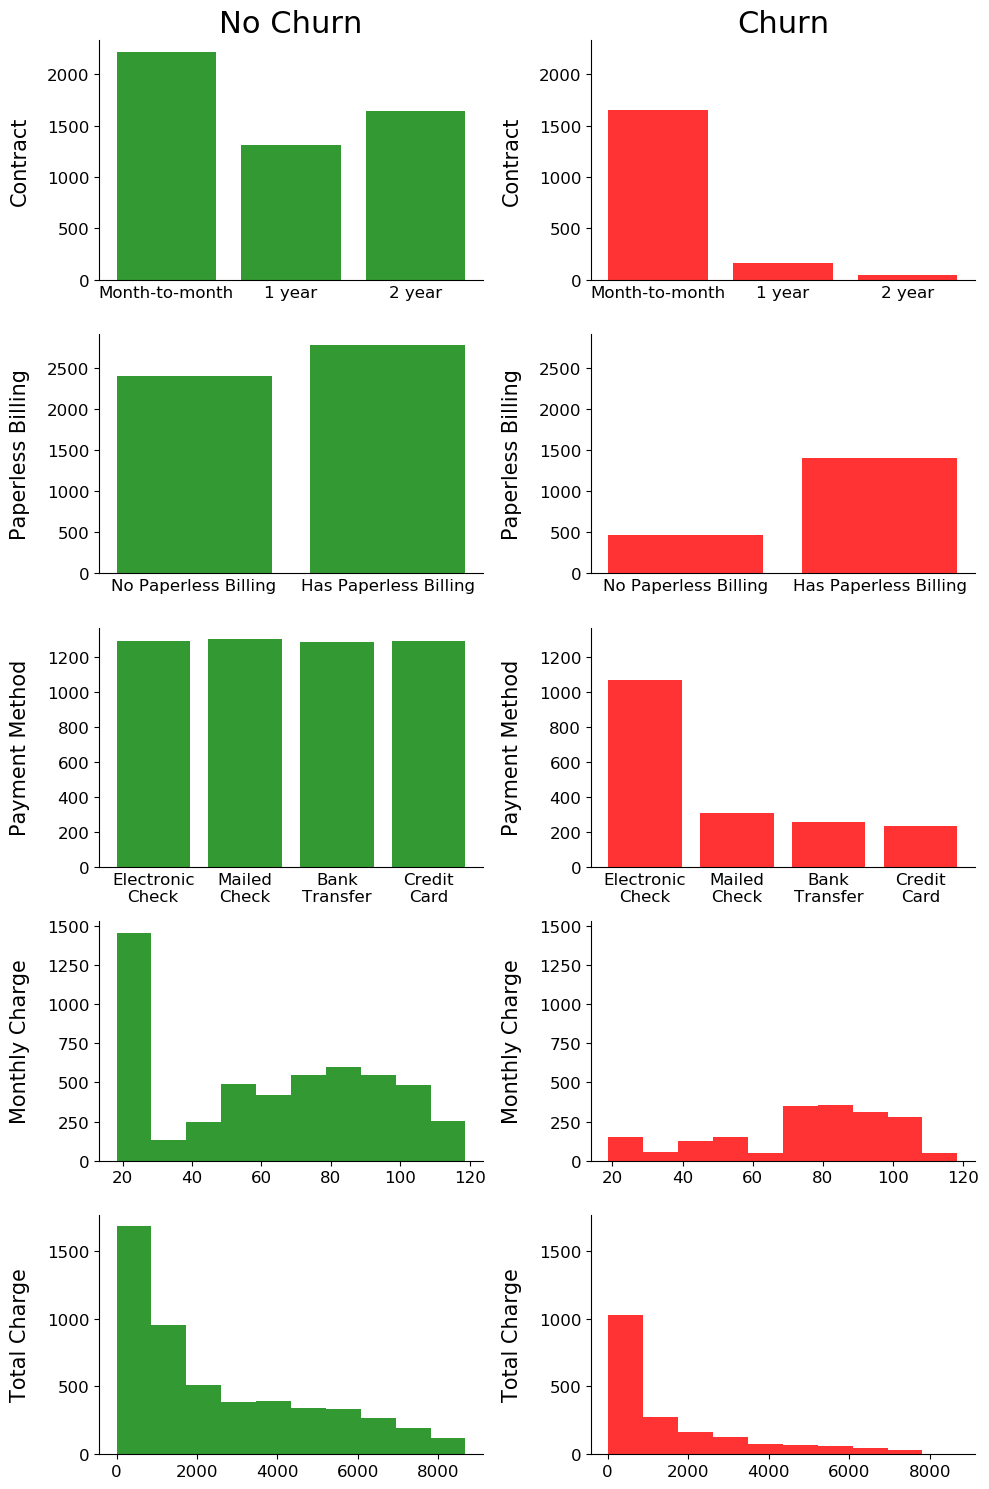 No Churn
Churn
Contract
2000
1500
1000
500
0
Month-to-month 1 year 2 year
Contract
2000
1500
1000
500
0
Month-to-month 1 year 2 year
Paperless Billing
2500
2000
1500
1000
500
0
No Paperless Billing Has Paperless Billing
Paperless Billing
2500
2000
1500
1000
500
0
No Paperless Billing Has Paperless Billing
Payment Method
1200
1000
800
600
400
200
0
Electronic Mailed Bank Credit
Check Check Transfer Card
Payment Method
1200
1000
800
600
400
200
0
Electronic Mailed Bank Credit
Check Check Transfer Card
Monthly Charge
1500
1250
1000
750
500
250
0
20 40 60 80 100 120
Monthly Charge
1500
1250
1000
750
500
250
0
20 40 60 80 100 120
Total Charge
1500
1000
500
0
0 2000 4000 6000 8000
Total Charge
1500
1000
500
0
0 2000 4000 6000 8000